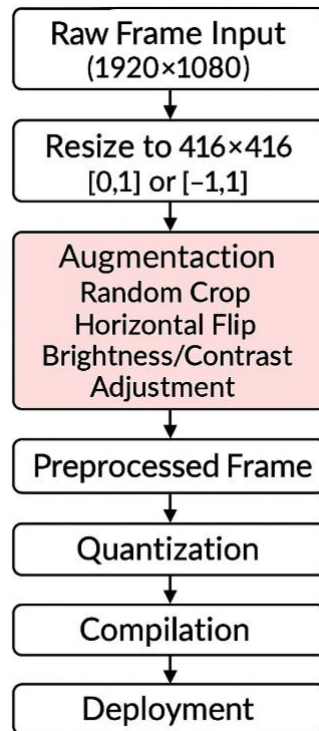 Raw Frame Input
(1920×1080)
Resize to 416×416
[0,1] or [–1,1]
Augmentaction
Random Crop
Horizontal Flip
Brightness/Contrast
Adjustment
Preprocessed Frame
Quantization
Compilation
Deployment